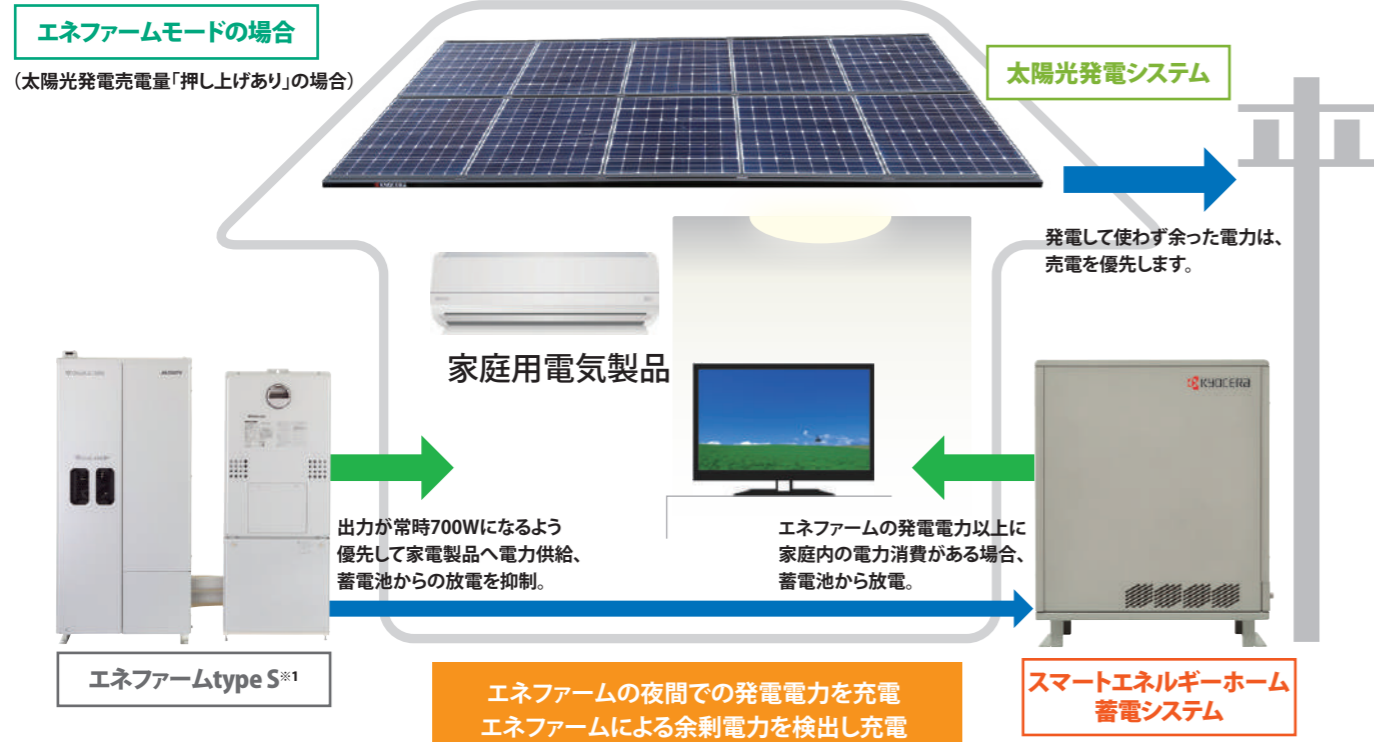 エネファームモードの場合
（太陽光発電売電量「押し上げあり」の場合）
太陽光発電システム
KYOCERA
発電して使わず余った電力は、
売電を優先します。
家庭用電気製品
KYOCERA
出力が常時700Wになるよう
優先して家電製品へ電力供給、
蓄電池からの放電を抑制。
エネファームの発電電力以上に
家庭内の電力消費がある場合、
蓄電池から放電。
エネファームtype S※1
エネファームの夜間での発電電力を充電
エネファームによる余剰電力を検出し充電
スマートエネルギーホーム
蓄電システム